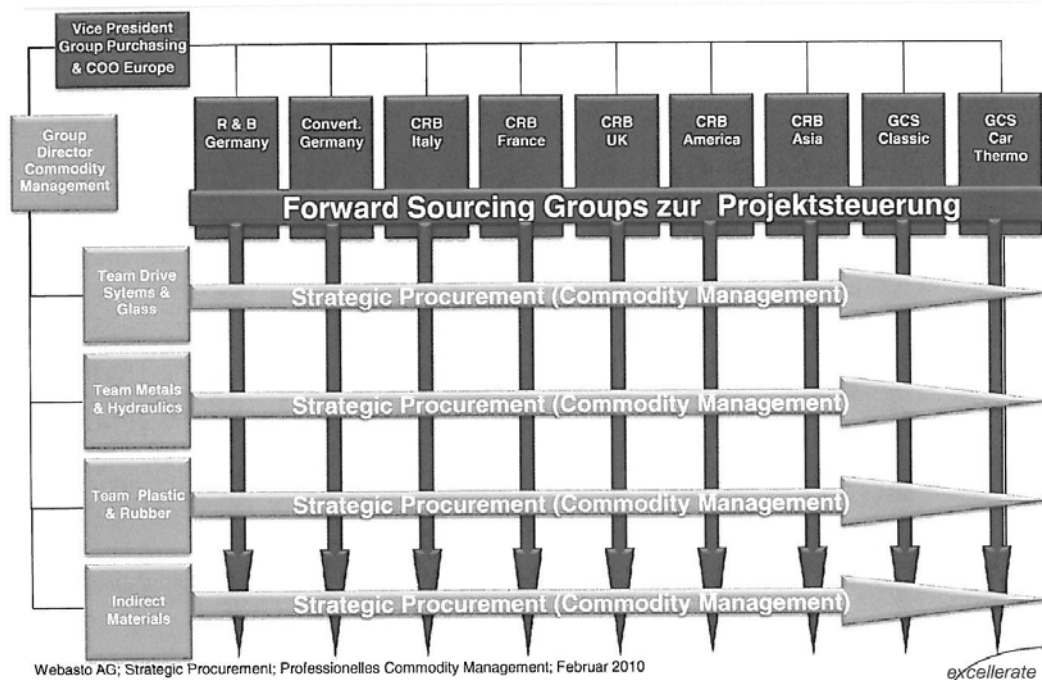 Vice President
Group Purchasing
& COO Europe
Group
Director
Commodity
Management
R & B
Germany
Convert.
Germany
CRB
Italy
CRB
France
CRB
UK
CRB
America
CRB
Asia
GCS
Classic
GCS
Car
Thermo
Forward Sourcing Groups zur Projektsteuerung
Team Drive
Sytems &
Glass
Strategic Procurement (Commodity Management)
Team Metals
& Hydraulics
Strategic Procurement (Commodity Management)
Team Plastic
& Rubber
Strategic Procurement (Commodity Management)
Indirect
Materials
Strategic Procurement (Commodity Management)
Webasto AG; Strategic Procurement; Professionelles Commodity Management; Februar 2010
excellerate